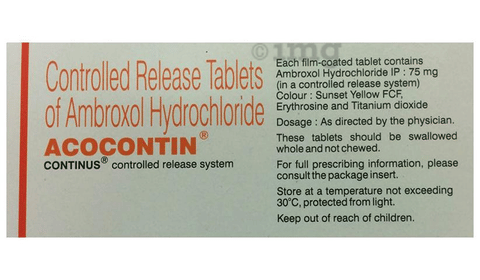 Controlled Release Tablets
of Ambroxol Hydrochloride
ACOCONTIN®
CONTINUS® controlled release system
©1mg
Each film-coated tablet contains
Ambroxol Hydrochloride IP : 75 mg
(in a controlled release system)
Colour : Sunset Yellow FCF,
Erythrosine and Titanium dioxide
Dosage : As directed by the physician.
These tablets should be swallowed
whole and not chewed.
For full prescribing information, please
consult the package insert.
Store at a temperature not exceeding
30°C, protected from light.
Keep out of reach of children.